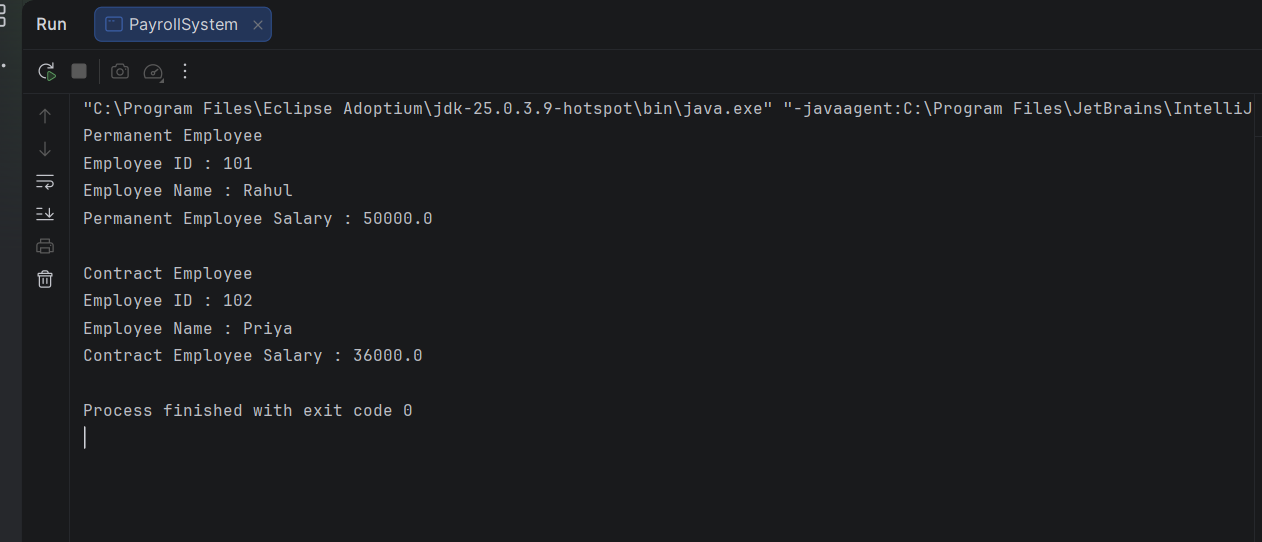 Run PayrollSystem
"C:\Program Files\Eclipse Adoptium\jdk-25.0.3.9-hotspot\bin\java.exe" "-javaagent:C:\Program Files\JetBrains\IntelliJ
Permanent Employee
Employee ID : 101
Employee Name : Rahul
Permanent Employee Salary : 50000.0
Contract Employee
Employee ID : 102
Employee Name : Priya
Contract Employee Salary : 36000.0
Process finished with exit code 0